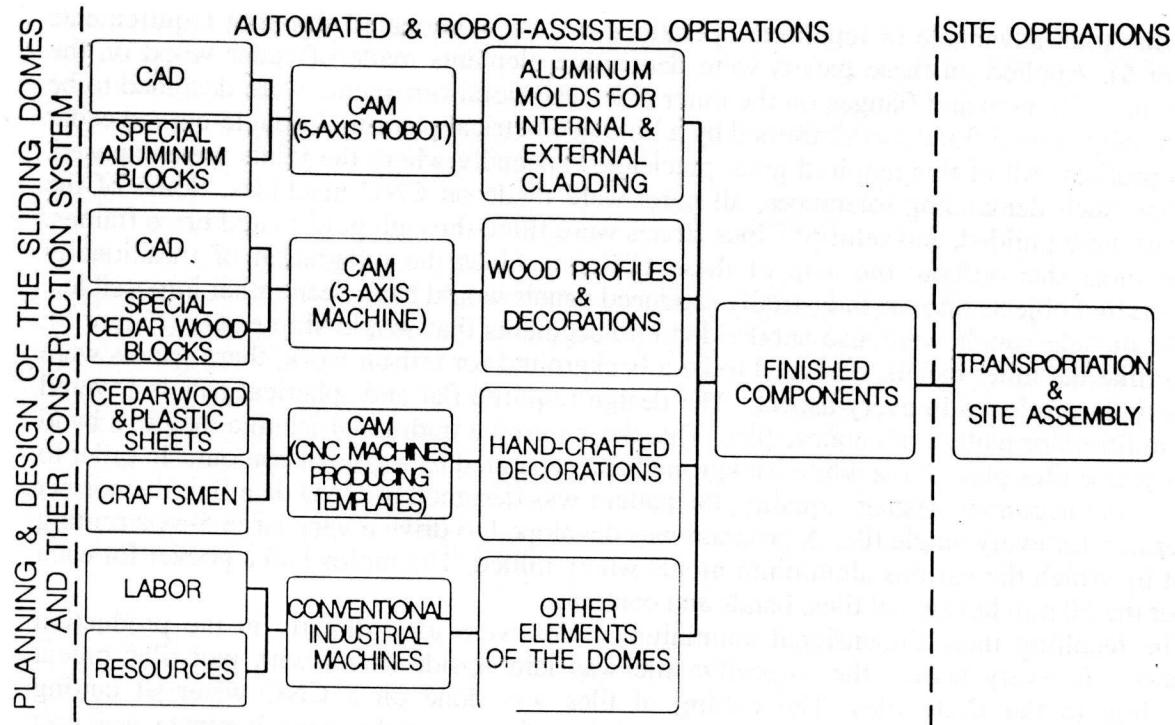 PLANNING & DESIGN OF THE SLIDING DOMES
AND THEIR CONSTRUCTION SYSTEM
AUTOMATED & ROBOT-ASSISTED OPERATIONS
SITE OPERATIONS
CAD
SPECIAL
ALUMINUM
BLOCKS
CAM
(5-AXIS ROBOT)
ALUMINUM
MOLDS FOR
INTERNAL &
EXTERNAL
CLADDING
CAD
SPECIAL
CEDAR WOOD
BLOCKS
CAM
(3-AXIS
MACHINE)
WOOD PROFILES
&
DECORATIONS
CEDARWOOD
& PLASTIC
SHEETS
CRAFTSMEN
CAM
(CNC MACHINES
PRODUCING
TEMPLATES)
HAND-CRAFTED
DECORATIONS
LABOR
RESOURCES
CONVENTIONAL
INDUSTRIAL
MACHINES
OTHER
ELEMENTS
OF THE DOMES
FINISHED
COMPONENTS
TRANSPORTATION
&
SITE ASSEMBLY